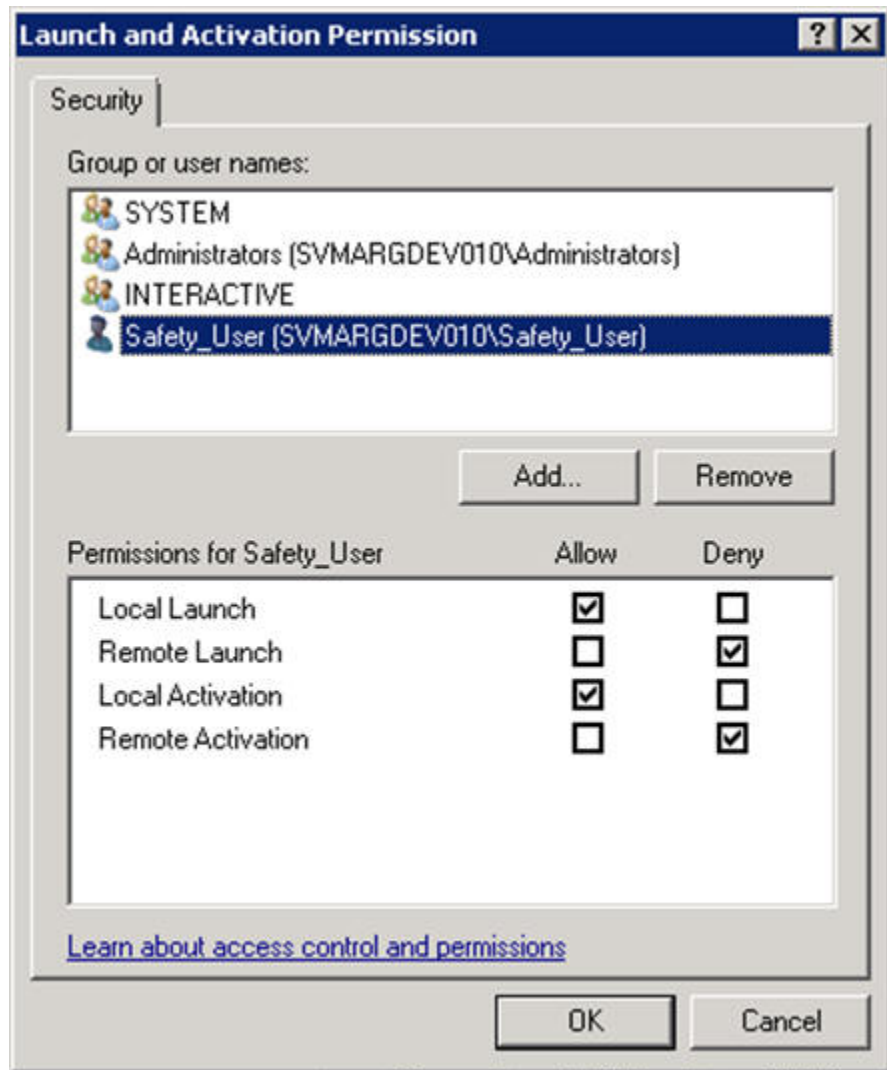 Launch and Activation Permission
Security
Group or user names:
SYSTEM
Administrators (SVMARGDEV010\Administrators)
INTERACTIVE
Safety_User (SVMARGDEV010\Safety_User)
Add... Remove
Permissions for Safety_User Allow Deny
Local Launch
Remote Launch
Local Activation
Remote Activation
Learn about access control and permissions
OK Cancel